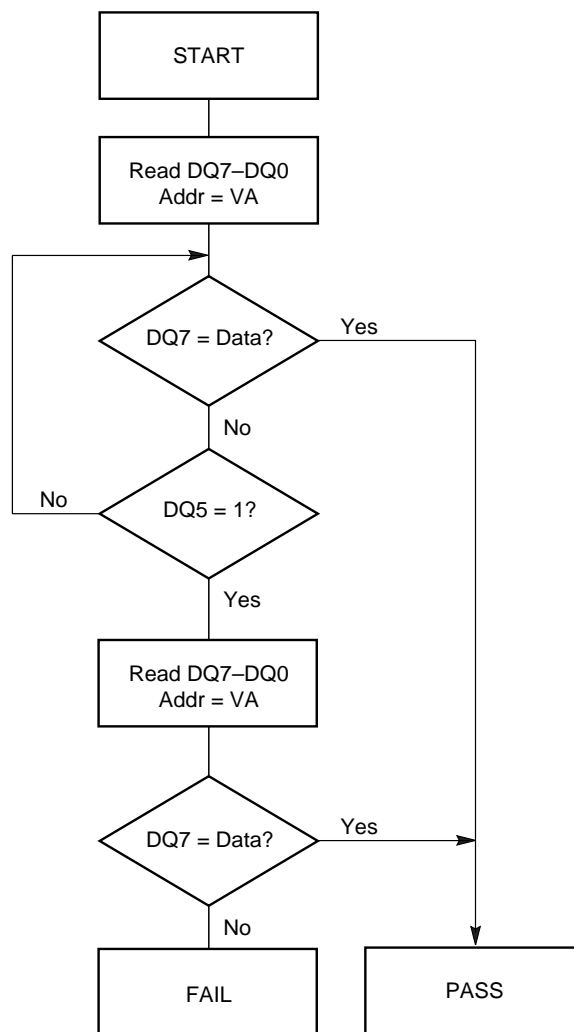 START
Read DQ7–DQ0
Addr = VA
DQ7 = Data?
Yes
No
No
DQ5 = 1?
Yes
Read DQ7–DQ0
Addr = VA
DQ7 = Data?
Yes
No
FAIL
PASS